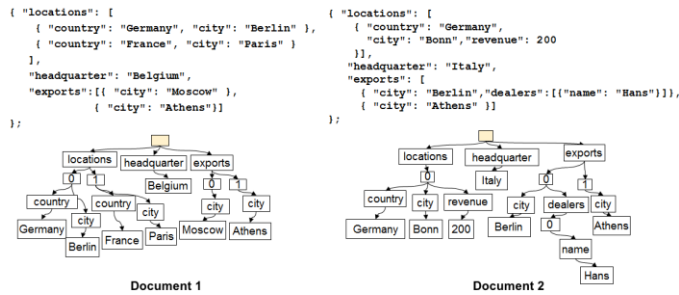 { "locations": [
{ "country": "Germany", "city": "Berlin" },
{ "country": "France", "city": "Paris" }
],
"headquarter": "Belgium",
"exports":[{ "city": "Moscow" },
{ "city": "Athens"}]
};
locations headquarter exports
0 1 Belgium 0 1
country country city city
city city
Germany Berlin France Paris Moscow Athens
Document 1
{ "locations": [
{ "country": "Germany",
"city": "Bonn","revenue": 200
}],
"headquarter": "Italy",
"exports": [
{ "city": "Berlin","dealers":[{"name": "Hans"}]},
{ "city": "Athens" }]
};
locations headquarter exports
0 Italy 0 1
country city revenue city dealers city
Germany Bonn 200 Berlin 0 Athens
name
Hans
Document 2